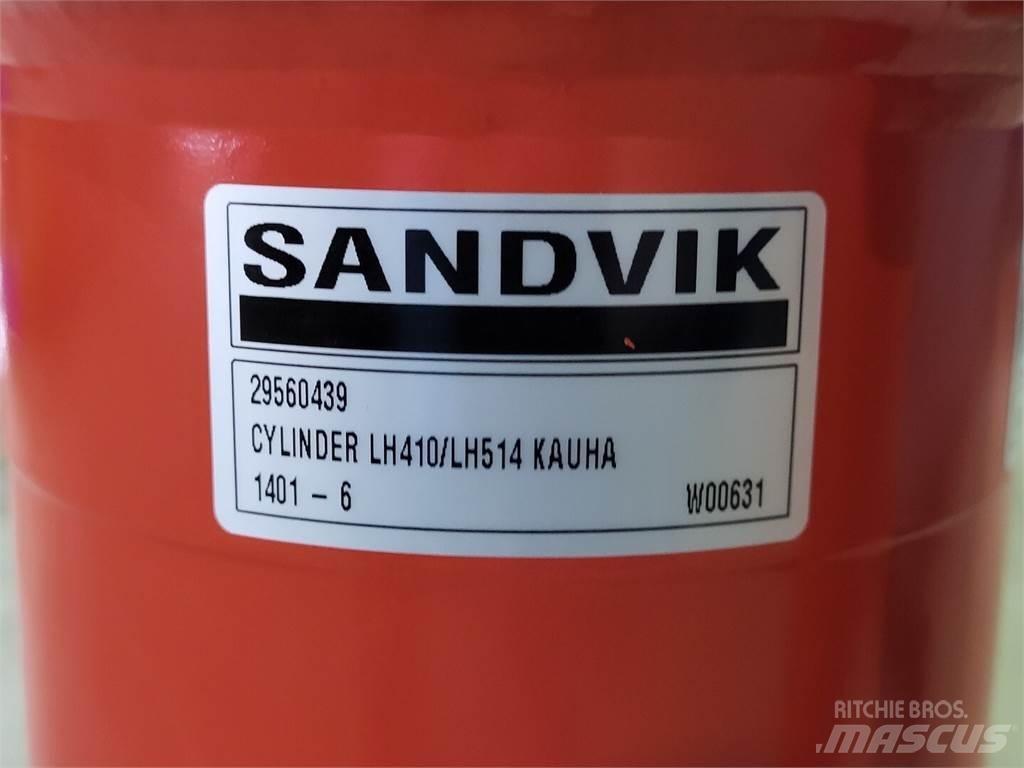 SANDVIK
29560439
CYLINDER LH410/LH514 KAUHA
1401 - 6 W00631
RITCHIE BROS.
MASCUS